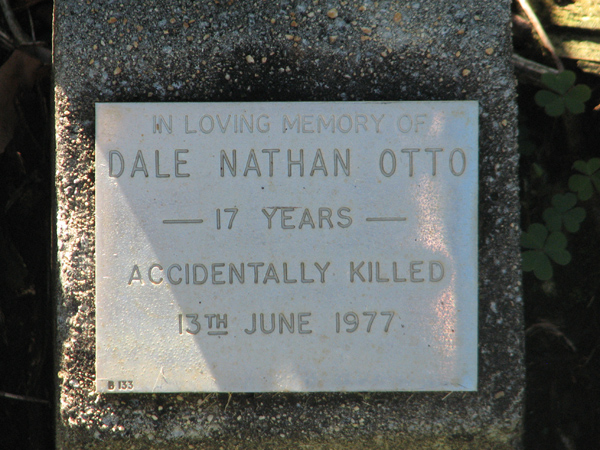 IN LOVING MEMORY OF
DALE NATHAN OTTO
— 17 YEARS —
ACCIDENTALLY KILLED
13TH JUNE 1977
B 133